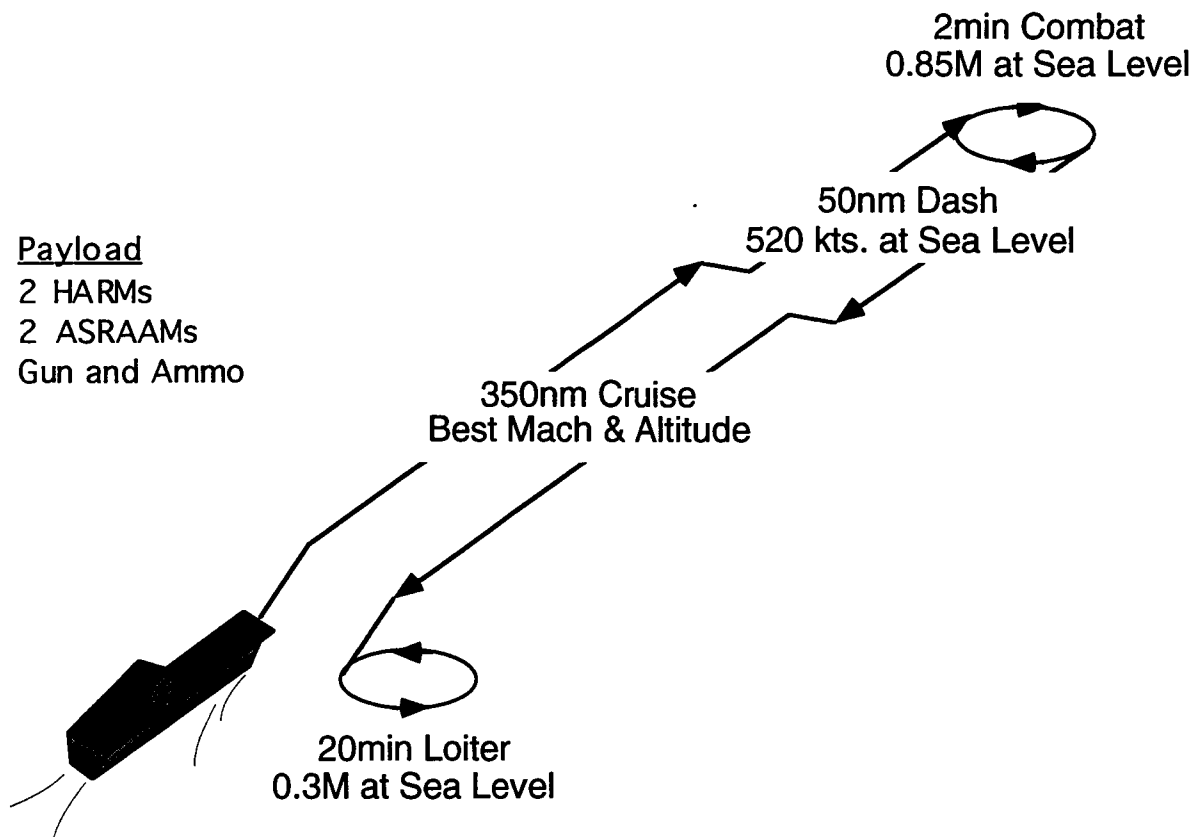 2min Combat
0.85M at Sea Level
50nm Dash
520 kts. at Sea Level
Payload
2 HARMs
2 ASRAAMs
Gun and Ammo
350nm Cruise
Best Mach & Altitude
20min Loiter
0.3M at Sea Level